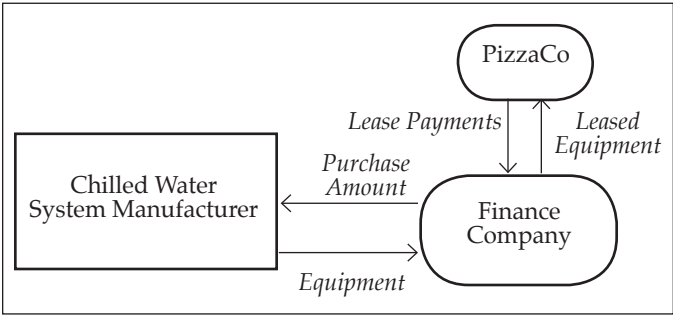 PizzaCo
Lease Payments
Leased
Equipment
Purchase
Amount
Chilled Water
System Manufacturer
Finance
Company
Equipment